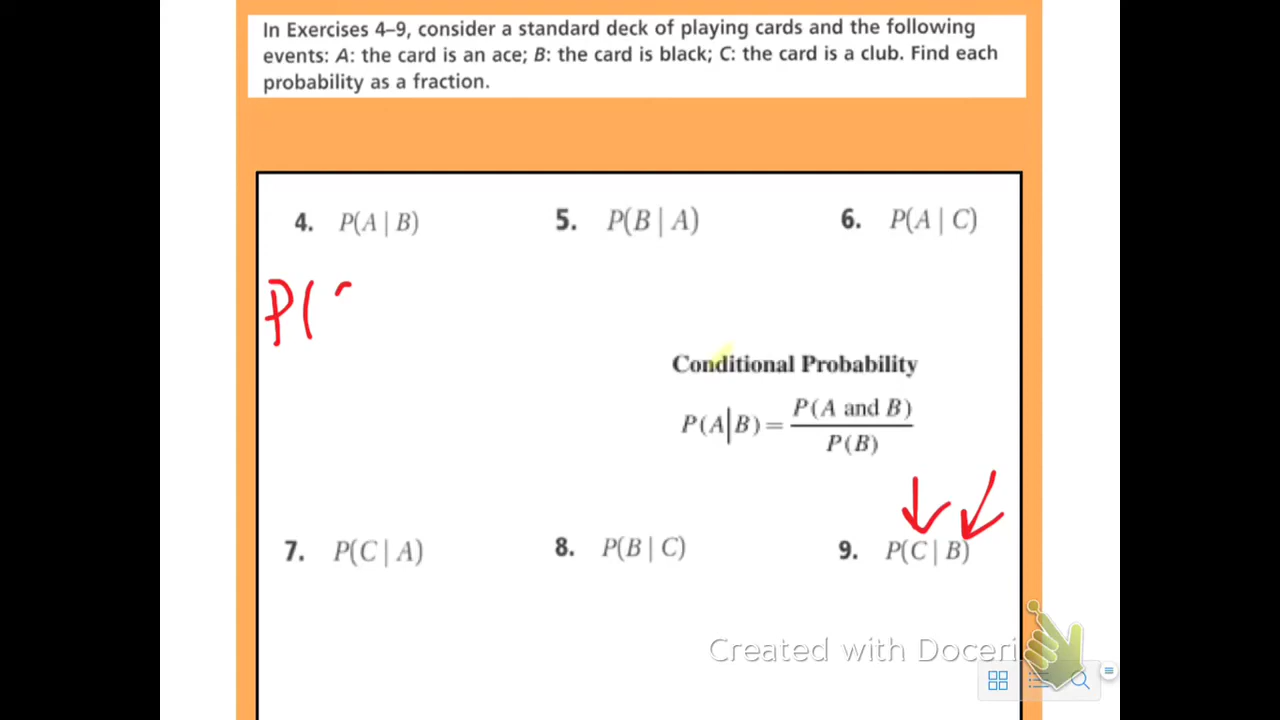 In Exercises 4–9, consider a standard deck of playing cards and the following
events: A: the card is an ace; B: the card is black; C: the card is a club. Find each
probability as a fraction.
4. P(A | B) 5. P(B | A) 6. P(A | C)
P(
Conditional Probability
P(A|B) = P(A and B)
P(B)
7. P(C | A) 8. P(B | C) 9. P(C | B)
Created with Doceri